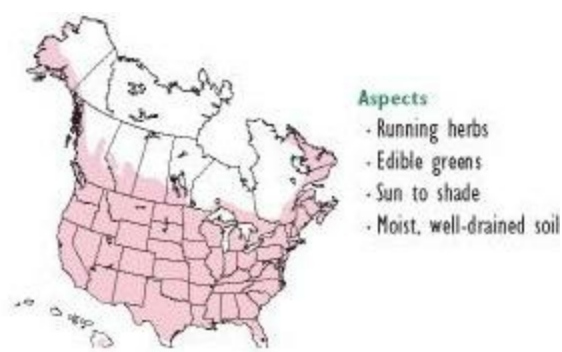 Aspects
· Running herbs
· Edible greens
· Sun to shade
· Moist, well-drained soil